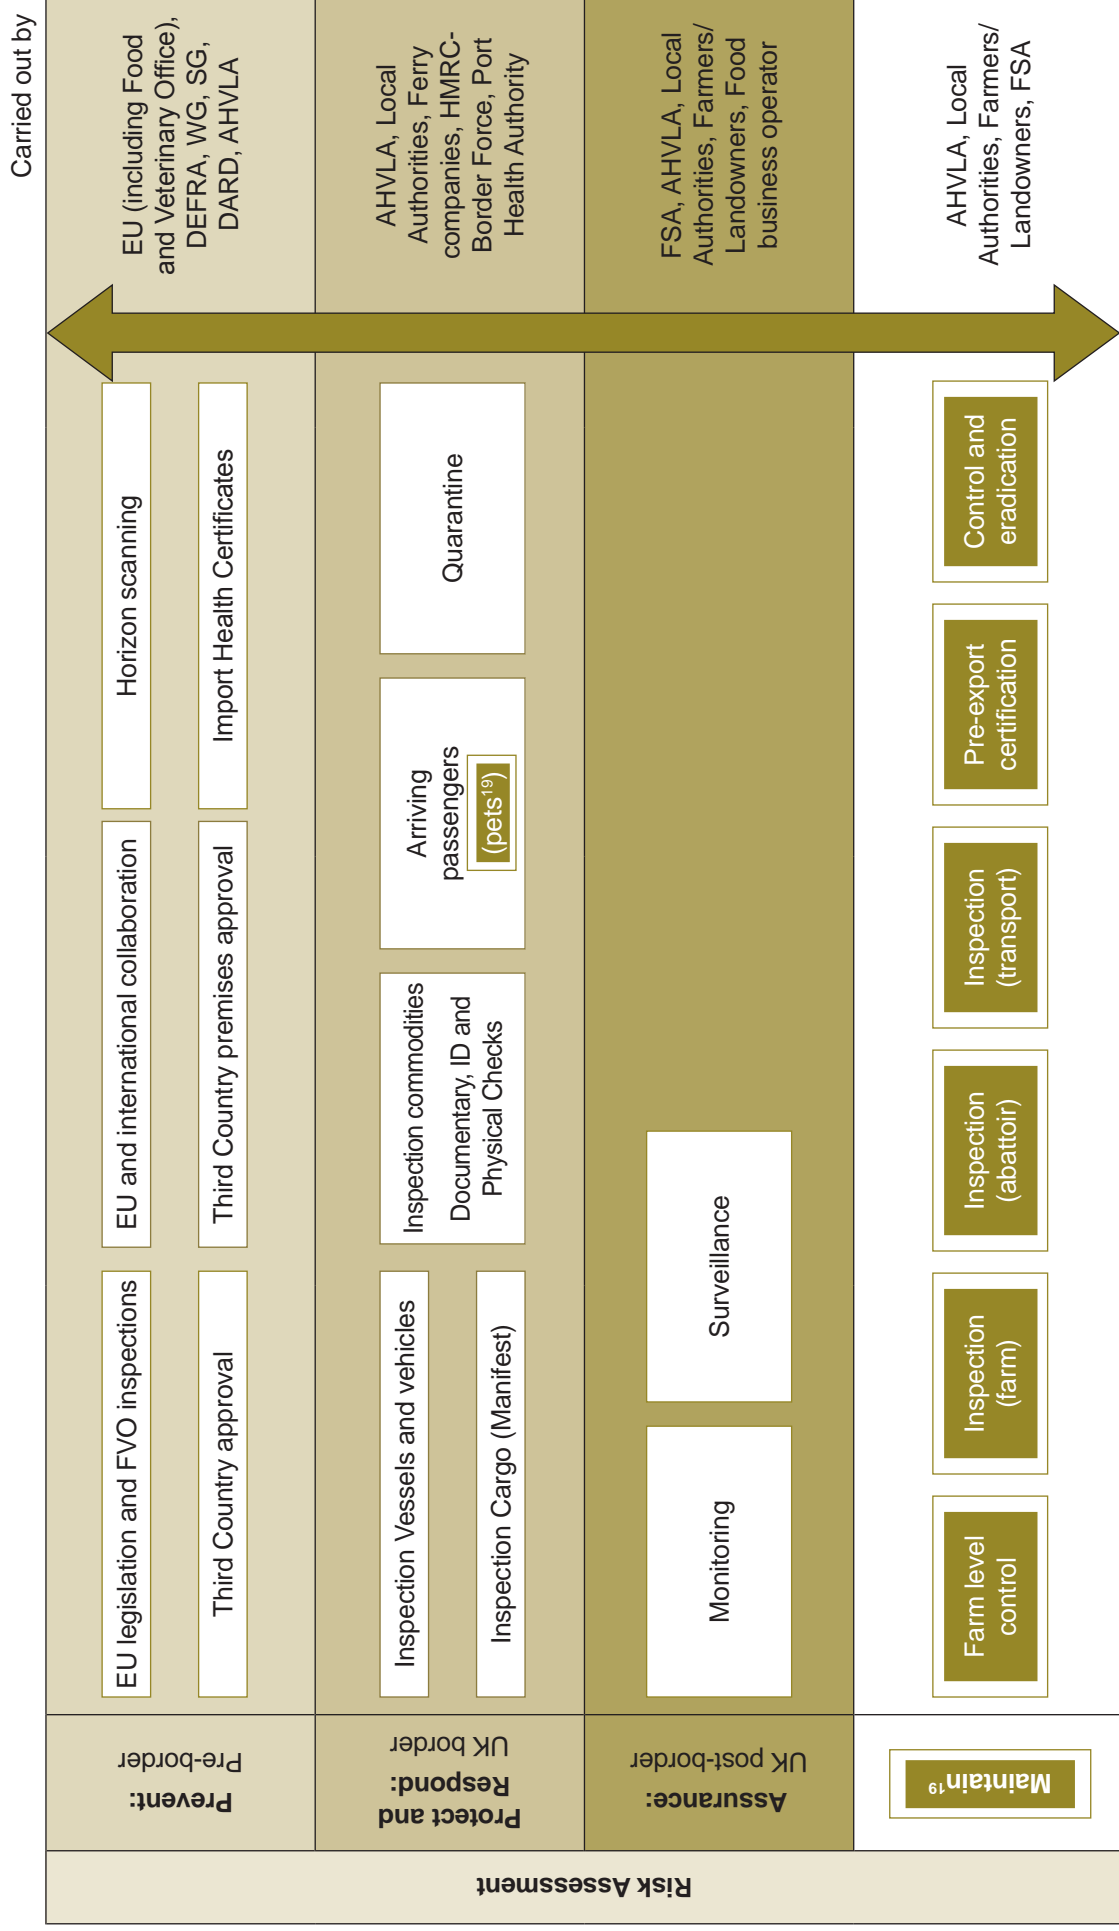 Carried out by
Risk Assessment
Prevent:
Pre-border
EU legislation and FVO inspections
EU and international collaboration
Horizon scanning
Third Country approval
Third Country premises approval
Import Health Certificates
EU (including Food
and Veterinary Office),
DEFRA, WG, SG,
DARD, AHVLA
Protect and
Respond:
UK border
Inspection Vessels and vehicles
Inspection Cargo (Manifest)
Inspection commodities
Documentary, ID and
Physical Checks
Arriving
passengers
(pets¹⁹)
Quarantine
AHVLA, Local
Authorities, Ferry
companies, HMRC-
Border Force, Port
Health Authority
Assurance:
UK post-border
Monitoring
Surveillance
FSA, AHVLA, Local
Authorities, Farmers/
Landowners, Food
business operator
Maintain¹⁹
Farm level
control
Inspection
(farm)
Inspection
(abattoir)
Inspection
(transport)
Pre-export
certification
Control and
eradication
AHVLA, Local
Authorities, Farmers/
Landowners, FSA